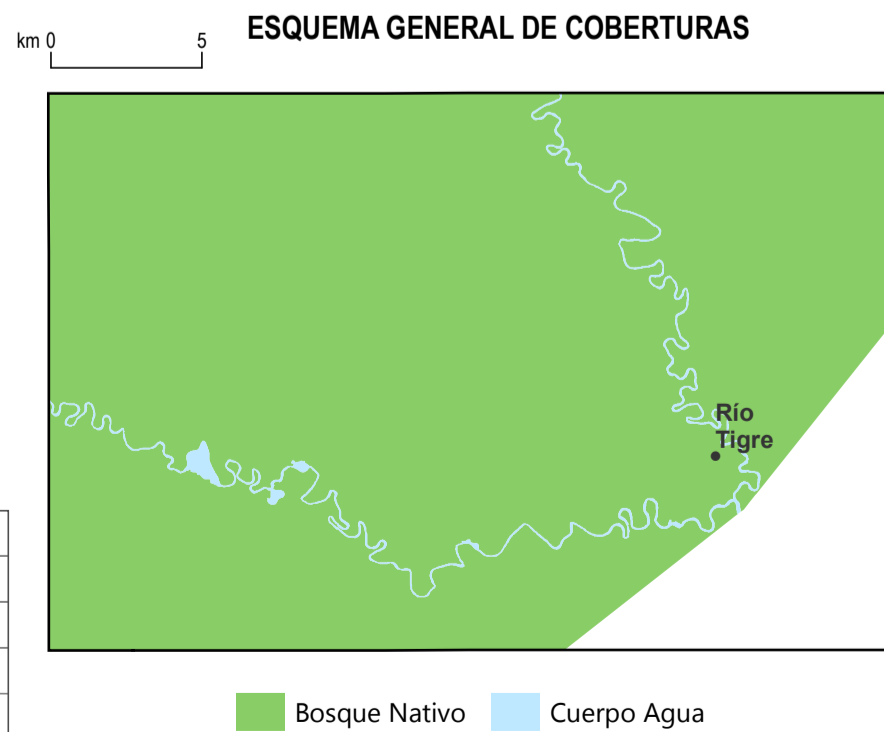 ESQUEMA GENERAL DE COBERTURAS
km 0 5
Río
Tigre
Bosque Nativo
Cuerpo Agua